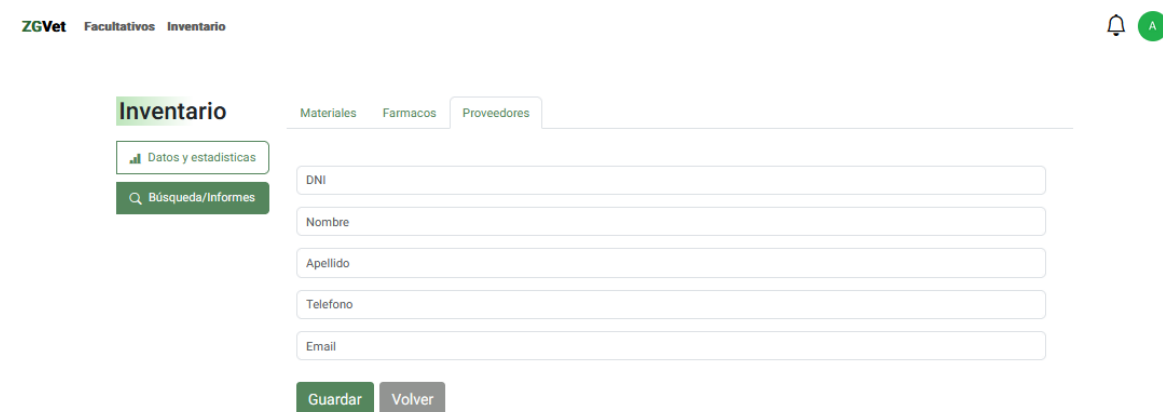 ZGVet Facultativos Inventario A
Inventario
Materiales Farmacos Proveedores
Datos y estadisticas
Búsqueda/Informes
DNI
Nombre
Apellido
Telefono
Email
Guardar Volver